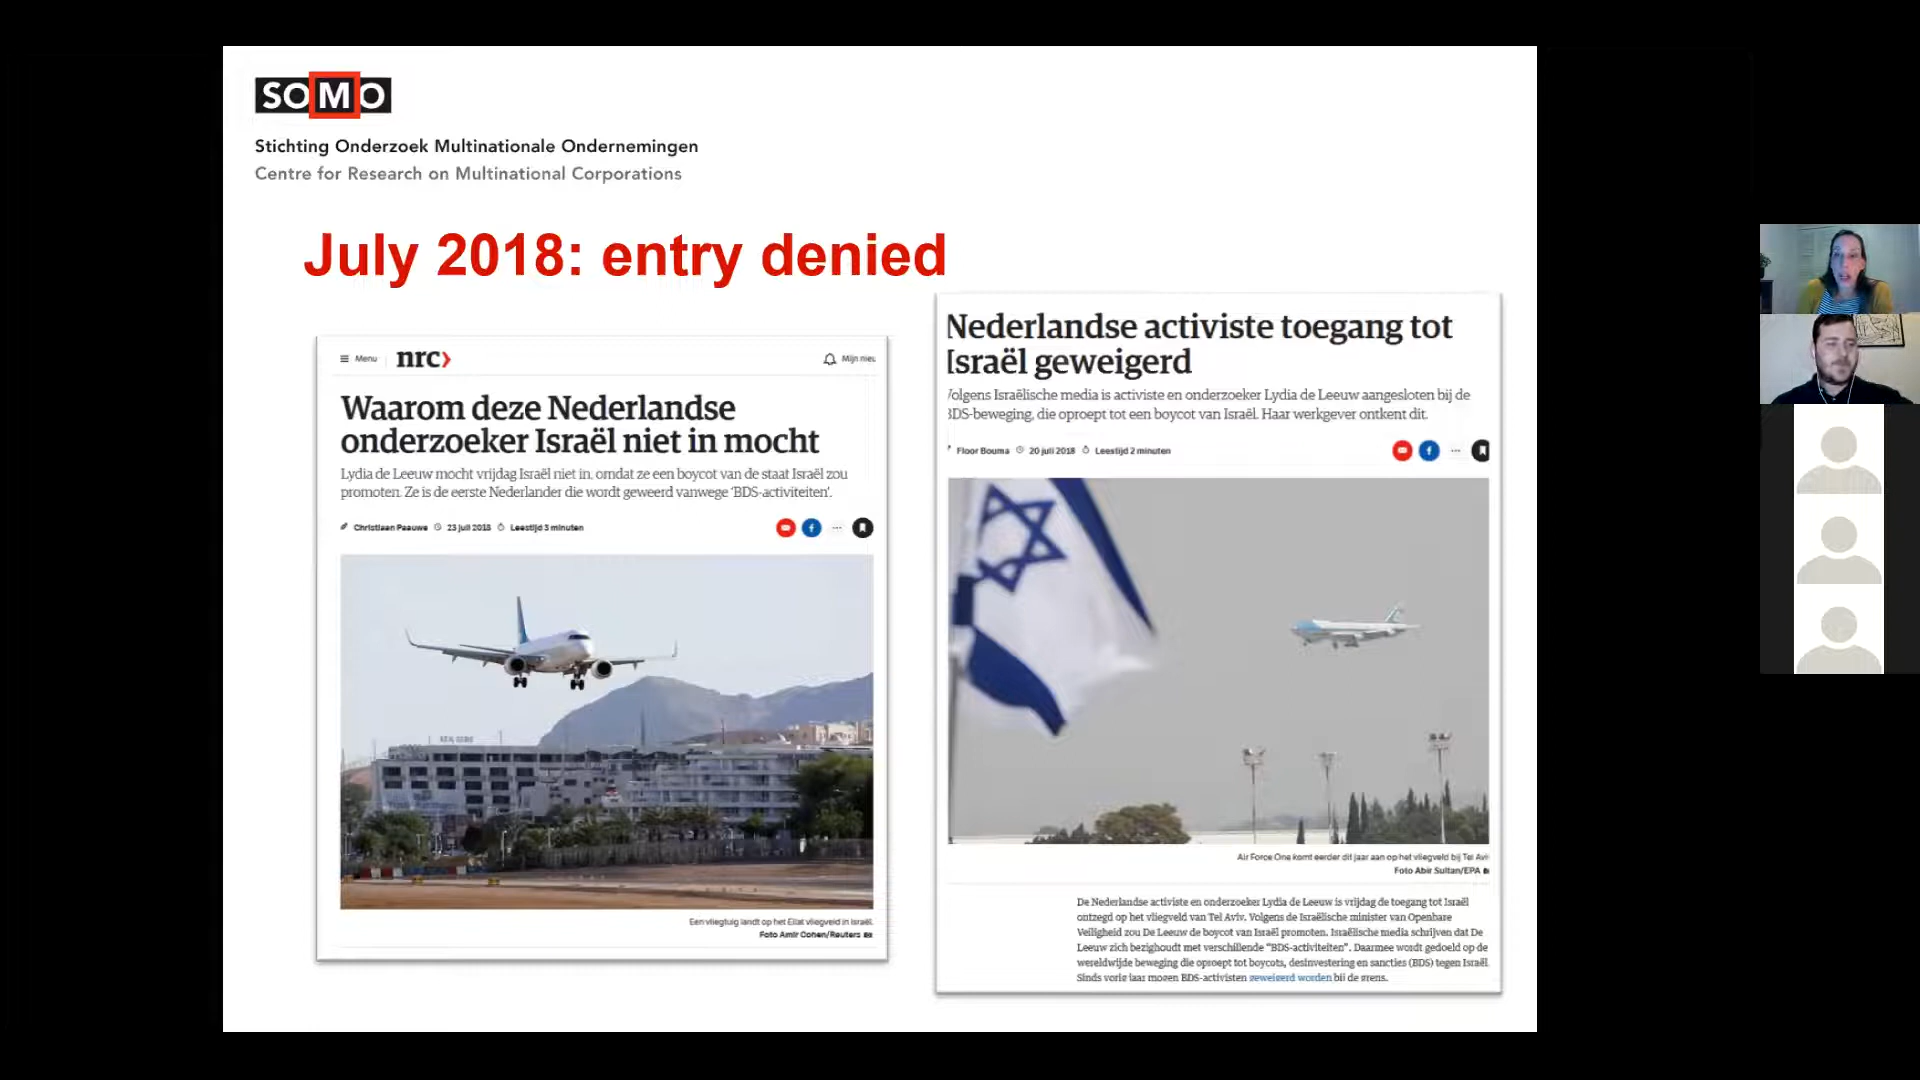 SOMO
Stichting Onderzoek Multinationale Ondernemingen
Centre for Research on Multinational Corporations
July 2018: entry denied
Menu
nrc›
Mijn nieu
Waarom deze Nederlandse
onderzoeker Israël niet in mocht
Lydia de Leeuw mocht vrijdag Israël niet in, omdat ze een boycot van de staat Israël zou
promoten. Ze is de eerste Nederlander die wordt geweerd vanwege 'BDS-activiteiten'.
Christiaan Paauwe 23 juli 2018 Leestijd 3 minuten
Een vliegtuig landt op het Eilat vliegveld in Israël.
Foto Amir Cohen/Reuters
Nederlandse activiste toegang tot
Israël geweigerd
Volgens Israëlische media is activiste en onderzoeker Lydia de Leeuw aangesloten bij de
BDS-beweging, die oproept tot een boycot van Israël. Haar werkgever ontkent dit.
Floor Bouma 20 juli 2018 Leestijd 2 minuten
Air Force One komt eerder dit jaar aan op het vliegveld bij Tel Avi
Foto Abir Sultan/EPA
De Nederlandse activiste en onderzoeker Lydia de Leeuw is vrijdag de toegang tot Israël
ontzegd op het vliegveld van Tel Aviv. Volgens de Israëlische minister van Openbare
Veiligheid zou De Leeuw de boycot van Israël promoten. Israëlische media schrijven dat De
Leeuw zich bezighoudt met verschillende "BDS-activiteiten". Daarmee wordt gedoeld op de
wereldwijde beweging die oproept tot boycots, desinvestering en sancties (BDS) tegen Israël.
Sinds vorig jaar mogen BDS-activisten geweigerd worden bij de grens.